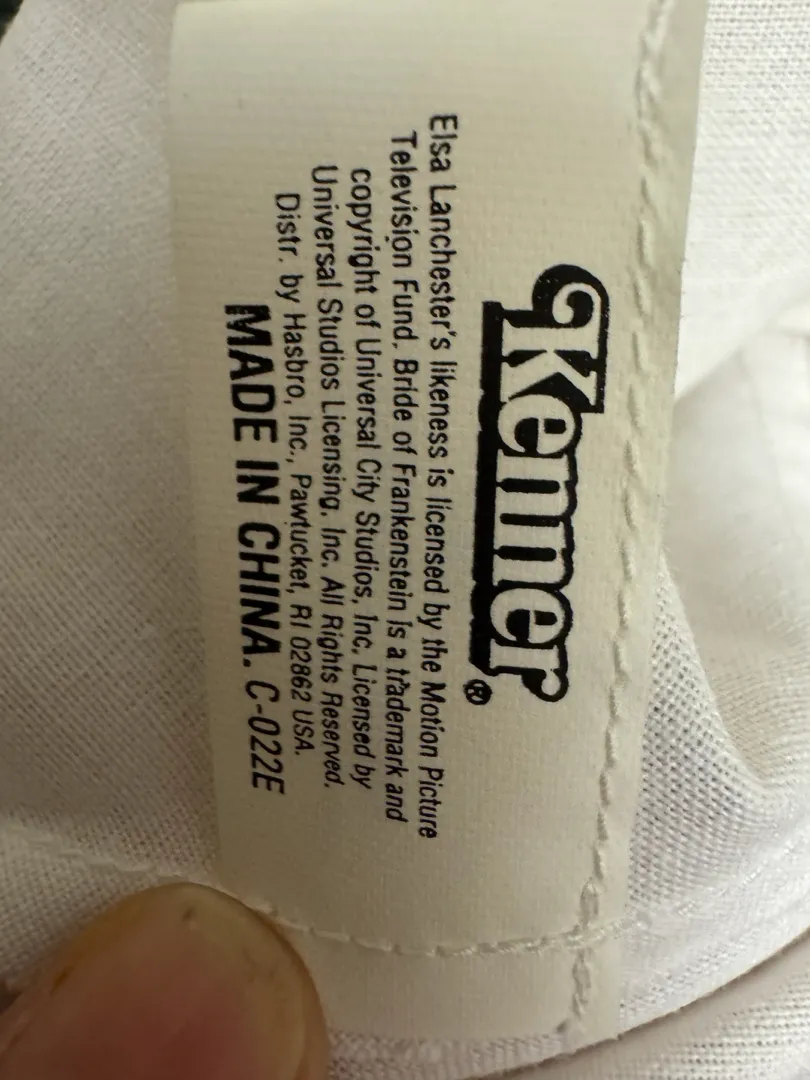 Kenner®
Elsa Lanchester's likeness is licensed by the Motion Picture
Television Fund. Bride of Frankenstein is a trademark and
copyright of Universal City Studios, Inc. Licensed by
Universal Studios Licensing, Inc. All Rights Reserved.
Distr. by Hasbro, Inc., Pawtucket, RI 02862 USA.
MADE IN CHINA. C-022E